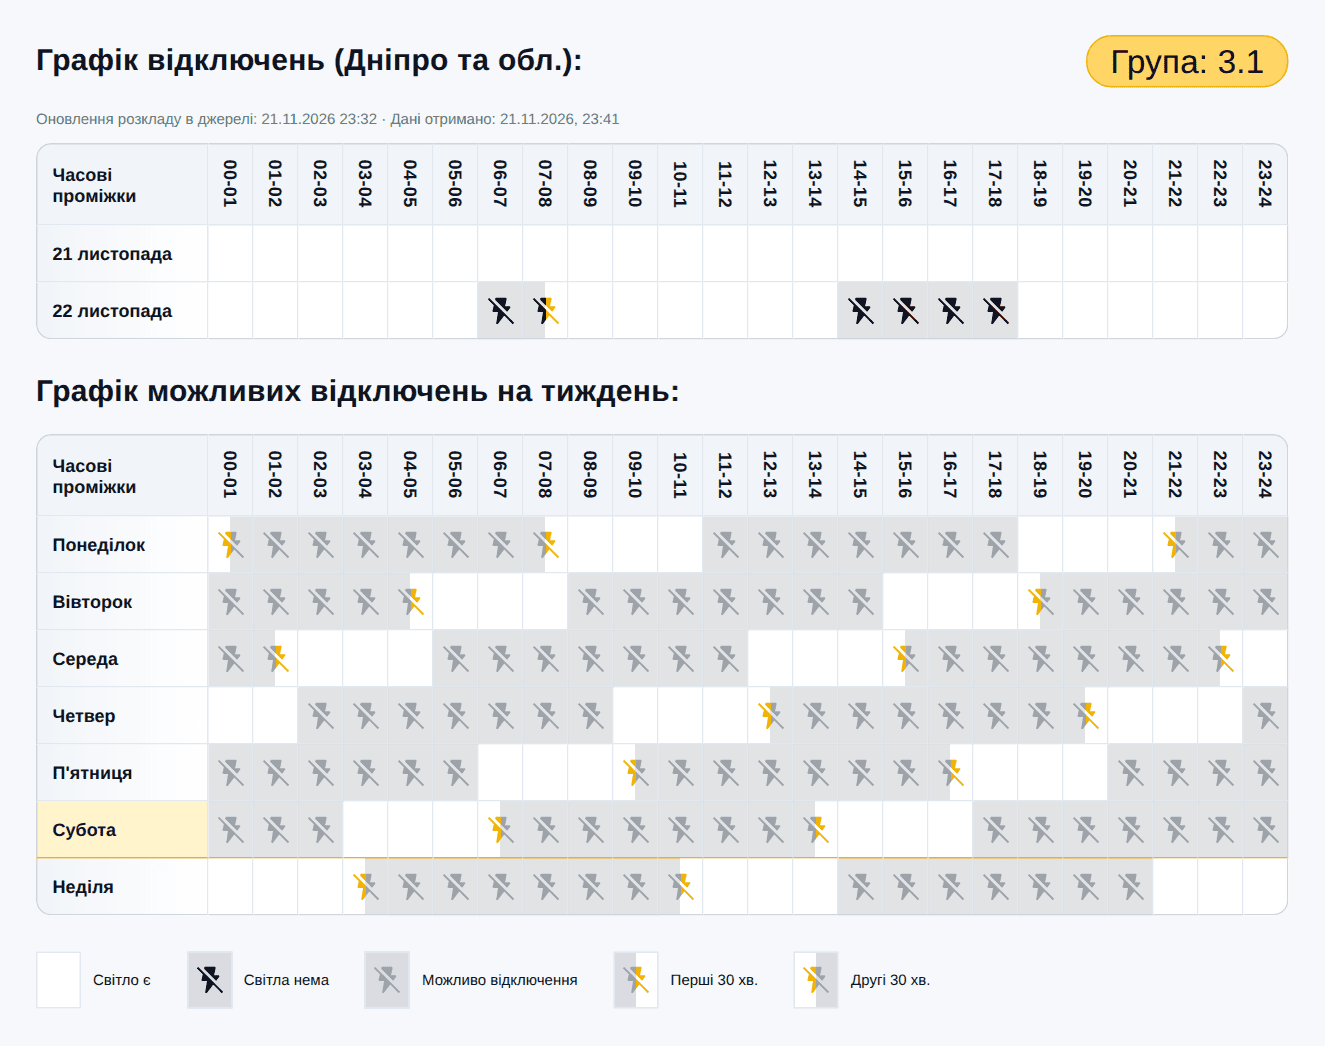 Графік відключень (Дніпро та обл.):
Група: 3.1
Оновлення розкладу в джерелі: 21.11.2026 23:32 · Дані отримано: 21.11.2026, 23:41
Часові проміжки 00-01 01-02 02-03 03-04 04-05 05-06 06-07 07-08 08-09 09-10 10-11 11-12 12-13 13-14 14-15 15-16 16-17 17-18 18-19 19-20 20-21 21-22 22-23 23-24
21 листопада
22 листопада
Графік можливих відключень на тиждень:
Часові проміжки 00-01 01-02 02-03 03-04 04-05 05-06 06-07 07-08 08-09 09-10 10-11 11-12 12-13 13-14 14-15 15-16 16-17 17-18 18-19 19-20 20-21 21-22 22-23 23-24
Понеділок
Вівторок
Середа
Четвер
П'ятниця
Субота
Неділя
Світло є Світла нема Можливо відключення Перші 30 хв. Другі 30 хв.